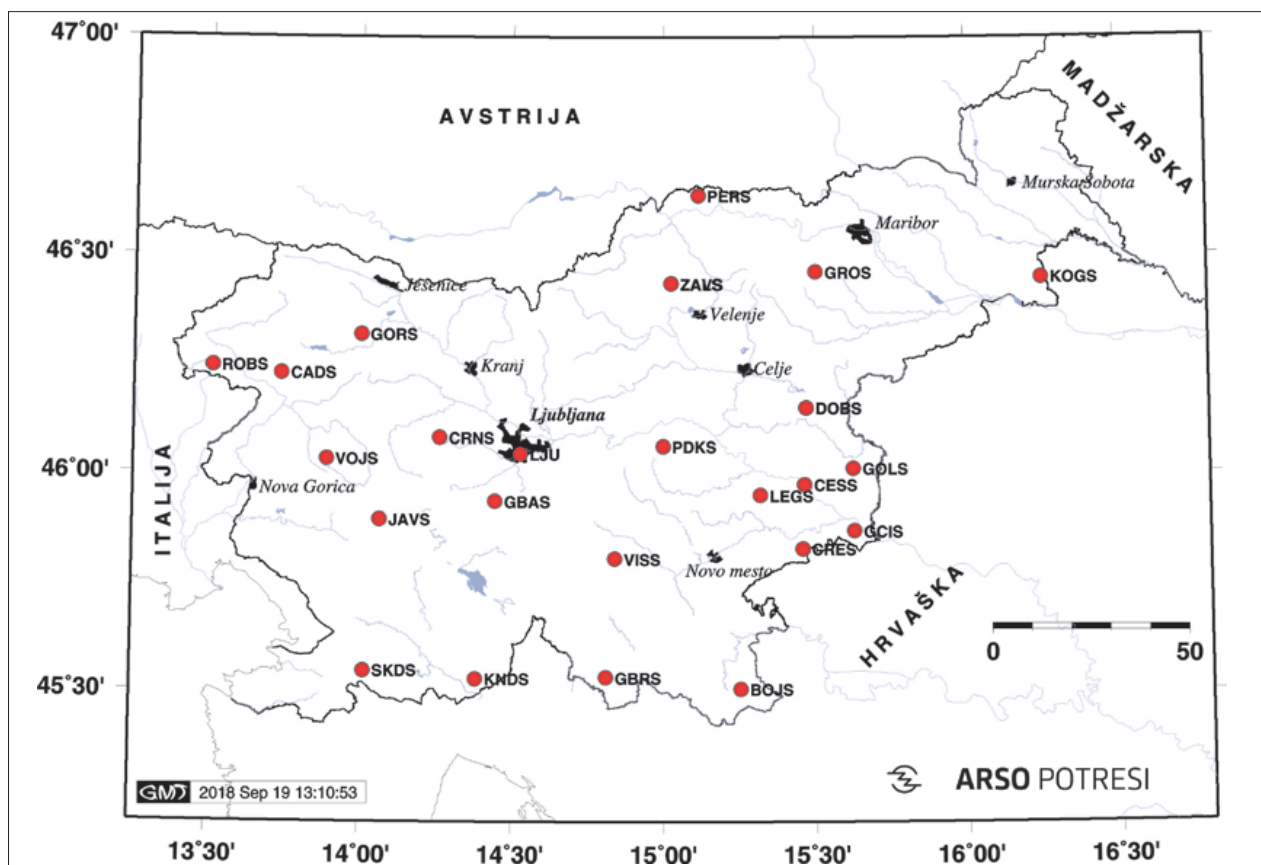 47°00'
AVSTRIJA
MADŽARSKA
Murska Sobota
PERS
Maribor
46°30'
GROS
KOGS
ZAVS
Jesenice
Velenje
GORS
ROBS
CADS
Kranj
Celje
DOBS
Ljubljana
CRNS
LJU
PDKS
46°00'
VOJS
GOLS
CESS
ITALIJA
Nova Gorica
LEGS
GBAS
JAVS
GCIS
CRES
VISS
Novo mesto
HRVAŠKA
0 50
SKDS
KNDS
GBRS
BOJS
45°30'
GMT 2018 Sep 19 13:10:53
ARSO POTRESI
13°30' 14°00' 14°30' 15°00' 15°30' 16°00' 16°30'